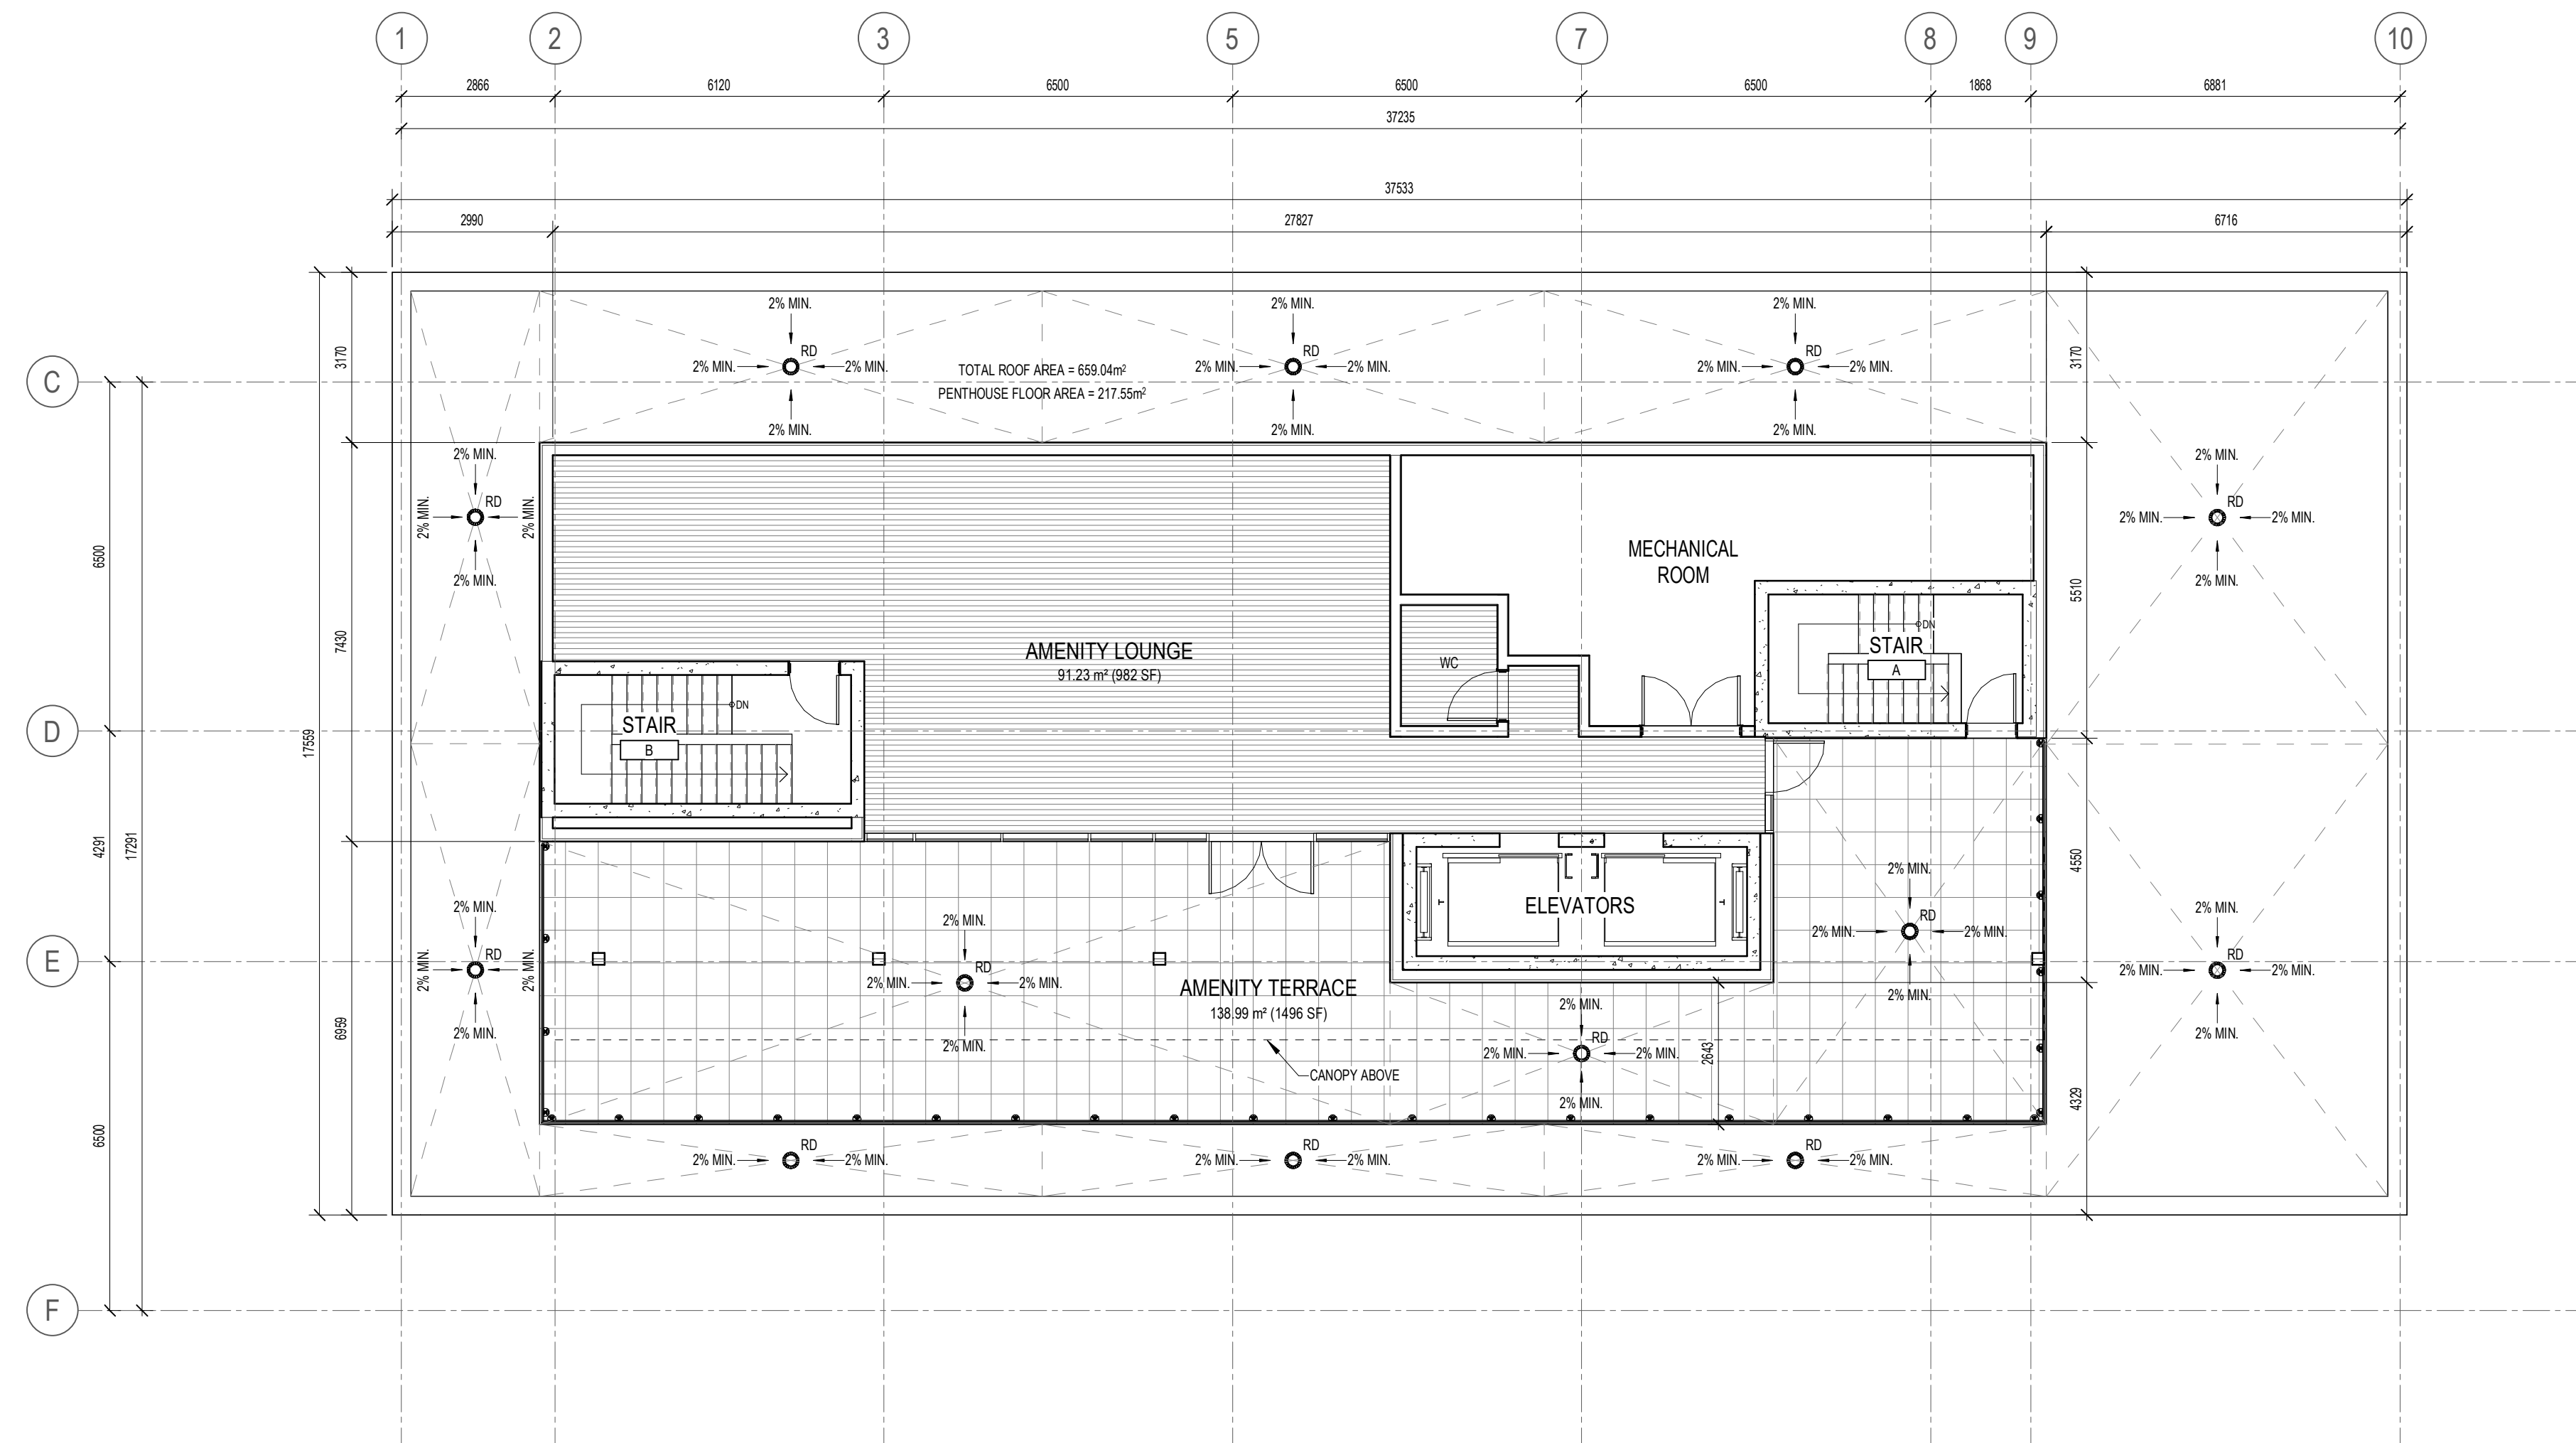 1 2 3 5 7 8 9 10
2866 6120 6500 6500 6500 1868 6881
37235
37533
2990 27827 6716
2% MIN. 2% MIN. 2% MIN.
RD RD RD
2% MIN. 2% MIN. 2% MIN. 2% MIN. 2% MIN. 2% MIN.
3170 3170
TOTAL ROOF AREA = 659.04m²
C
PENTHOUSE FLOOR AREA = 217.55m²
2% MIN. 2% MIN. 2% MIN.
2% MIN. 2% MIN.
RD RD
2% MIN. 2% MIN. 2% MIN. 2% MIN.
6500
MECHANICAL
ROOM
2% MIN. 2% MIN.
5510
7430
DN
STAIR
A
AMENITY LOUNGE
91.23 m² (982 SF)
WC
DN
STAIR
B
D
17559
4291 17291
4550
2% MIN.
ELEVATORS
2% MIN. 2% MIN.
RD
2% MIN. 2% MIN.
2% MIN.
E
RD RD RD
2% MIN. 2% MIN. 2% MIN. 2% MIN. 2% MIN. 2% MIN.
AMENITY TERRACE
138.99 m² (1496 SF)
2% MIN.
2% MIN.
6959
2% MIN. 2% MIN. 2% MIN.
RD
2% MIN. 2% MIN.
2643
CANOPY ABOVE
2% MIN.
4329
6500
RD RD RD
2% MIN. 2% MIN. 2% MIN. 2% MIN. 2% MIN. 2% MIN.
F